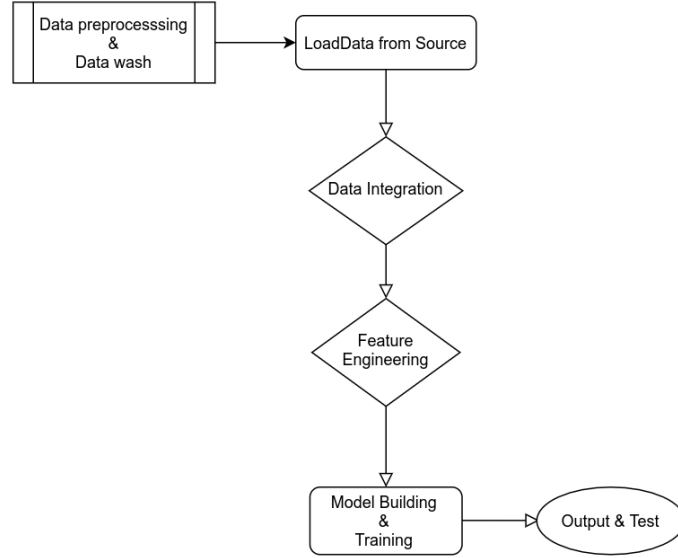 Data preprocesssing
&
Data wash
LoadData from Source
Data Integration
Feature
Engineering
Model Building
&
Training
Output & Test